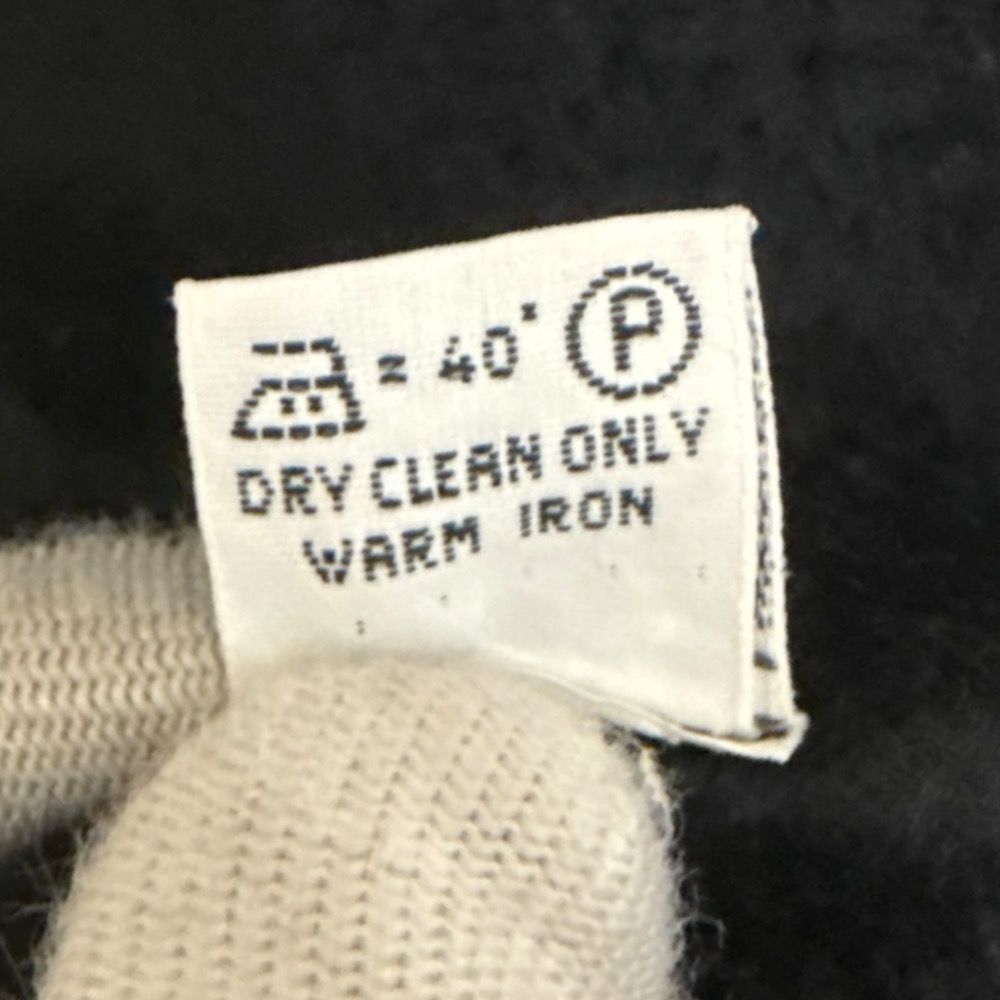 = 40° P
DRY CLEAN ONLY
WARM IRON